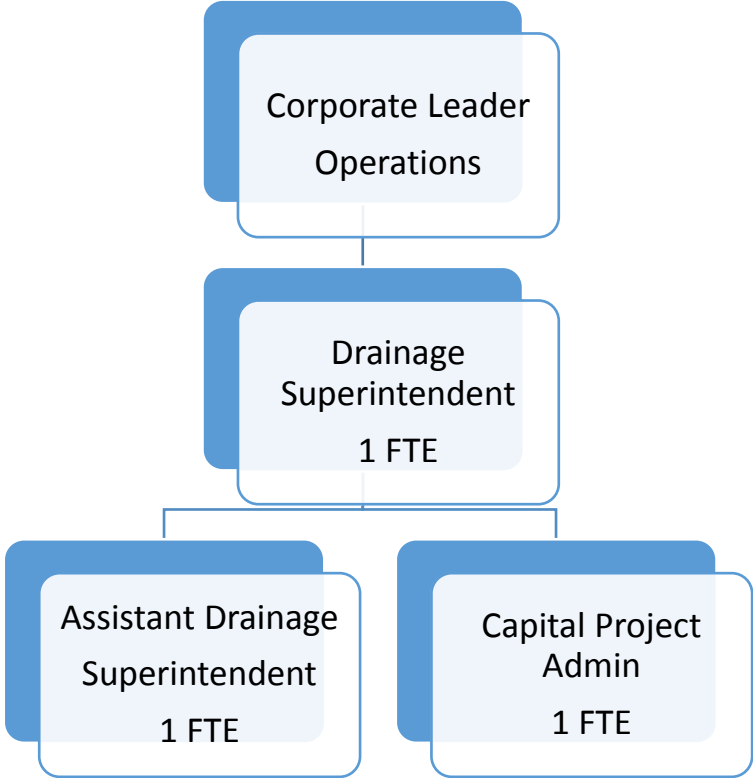 Corporate Leader
Operations
Drainage
Superintendent
1 FTE
Assistant Drainage
Superintendent
1 FTE
Capital Project
Admin
1 FTE